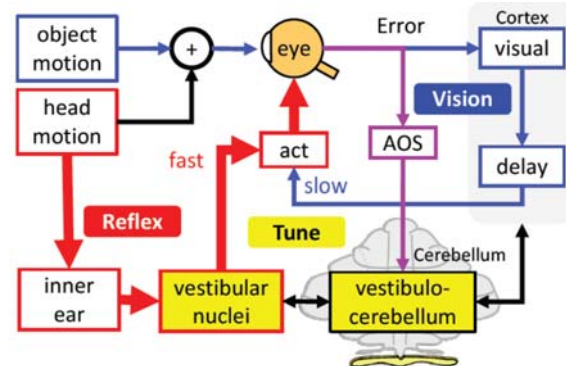 object
motion
+
eye
Error
Cortex
visual
head
motion
Vision
fast
act
AOS
slow
delay
Reflex
Tune
Cerebellum
inner
ear
vestibular
nuclei
vestibulo-
cerebellum